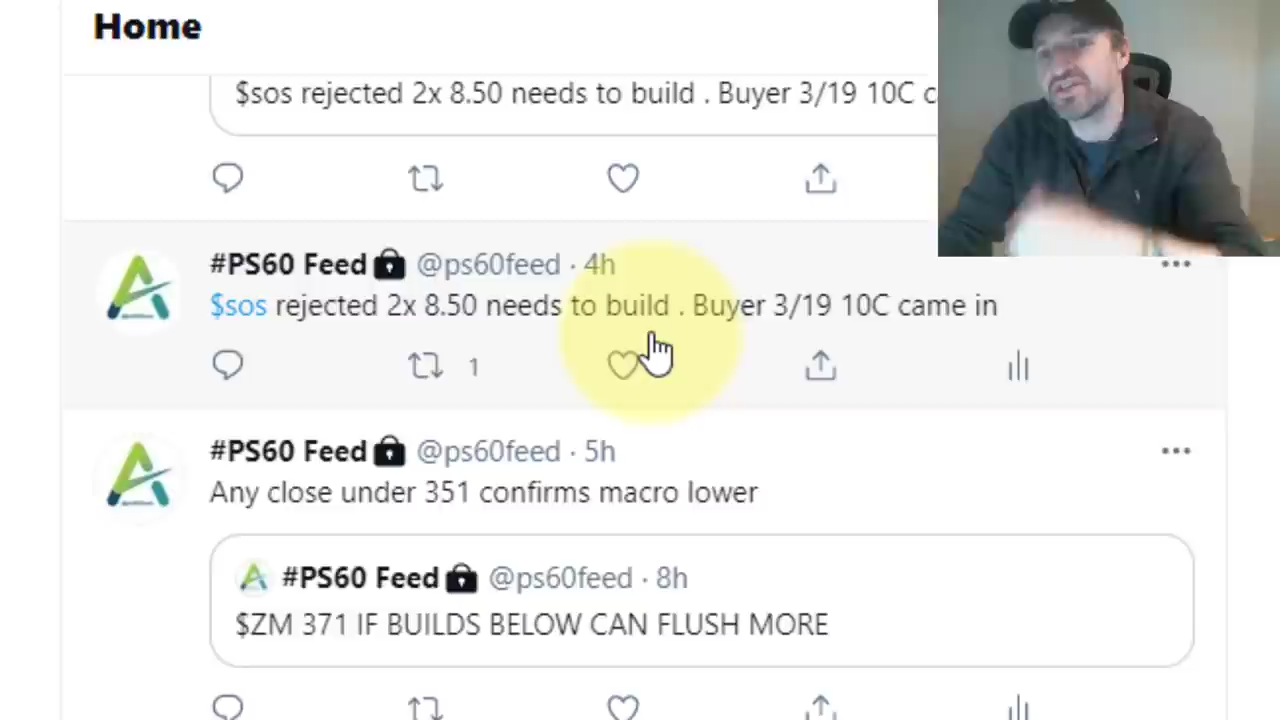 Home
$sos rejected 2x 8.50 needs to build . Buyer 3/19 10C c
#PS60 Feed @ps60feed · 4h
$sos rejected 2x 8.50 needs to build . Buyer 3/19 10C came in
1
#PS60 Feed @ps60feed · 5h
Any close under 351 confirms macro lower
#PS60 Feed @ps60feed · 8h
$ZM 371 IF BUILDS BELOW CAN FLUSH MORE